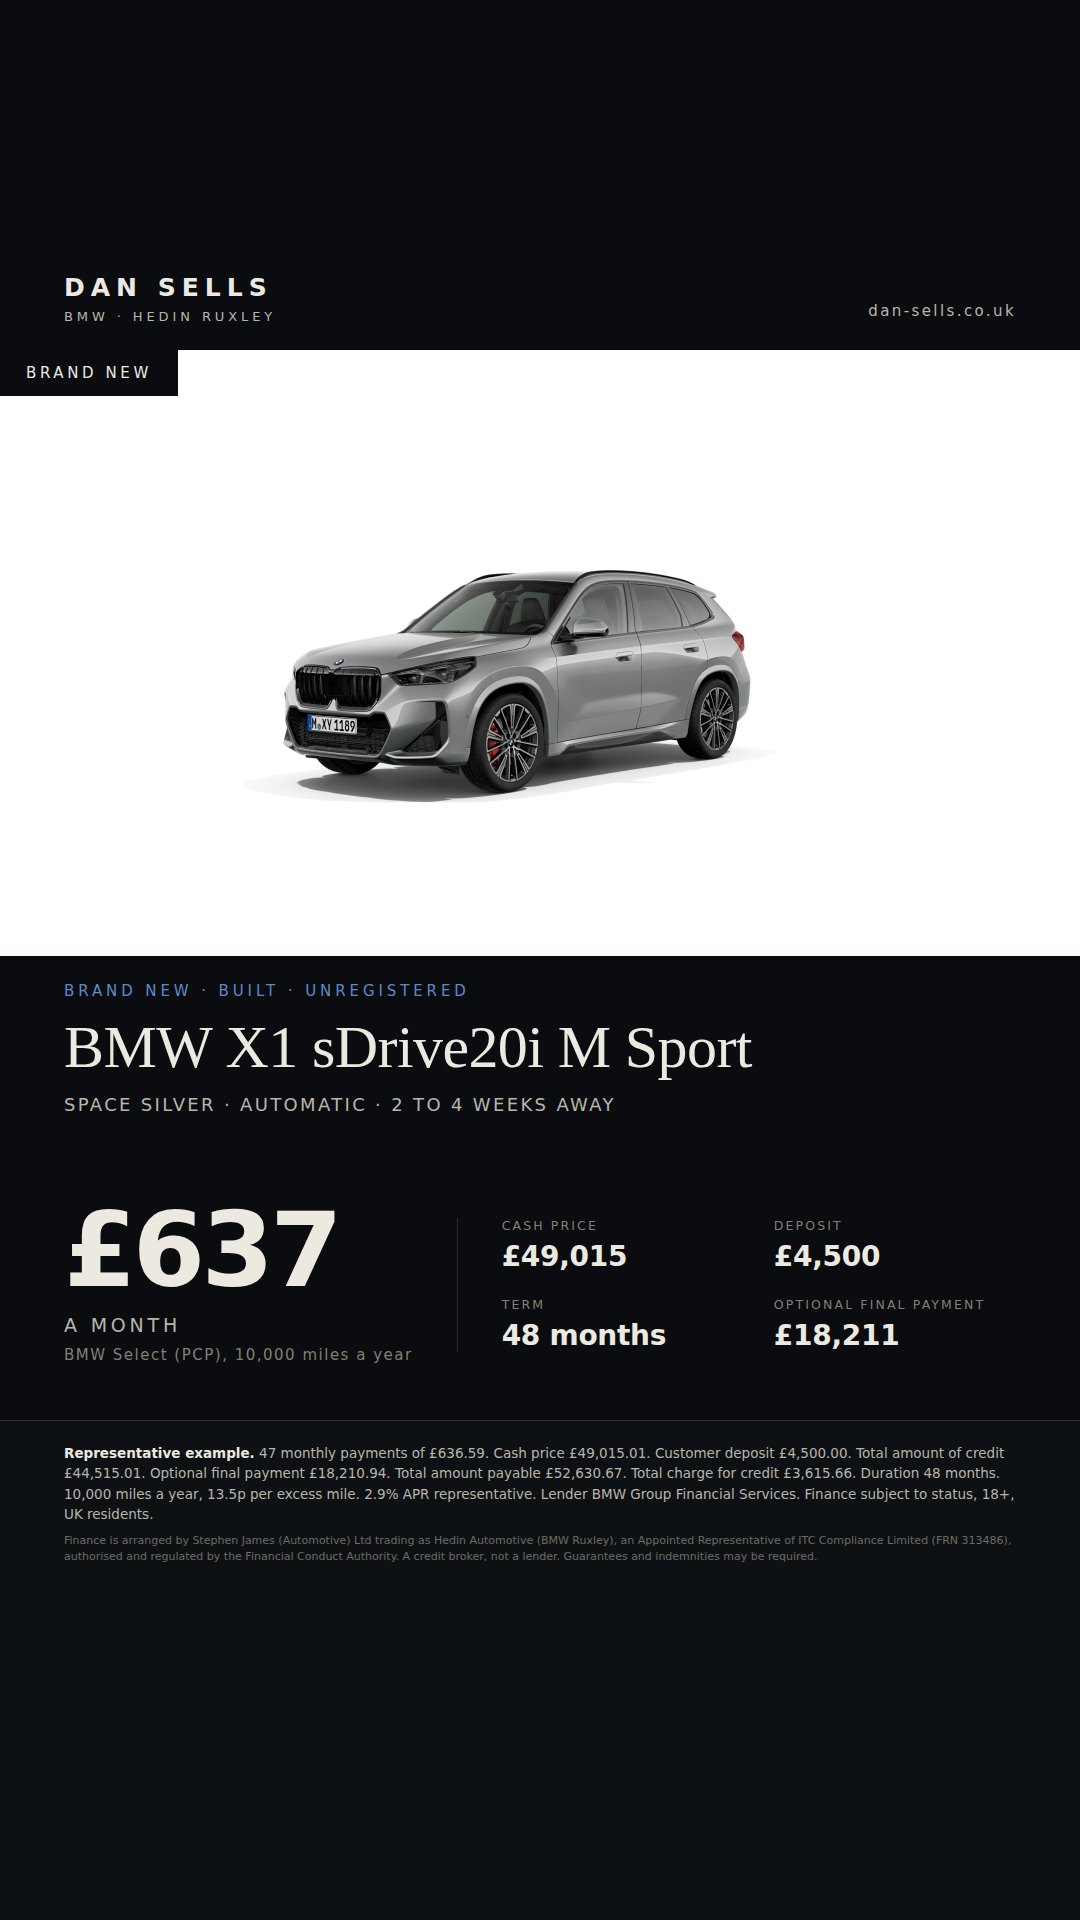 DAN SELLS
BMW · HEDIN RUXLEY
dan-sells.co.uk
BRAND NEW
M XY 1189
BRAND NEW · BUILT · UNREGISTERED
BMW X1 sDrive20i M Sport
SPACE SILVER · AUTOMATIC · 2 TO 4 WEEKS AWAY
£637
A MONTH
BMW Select (PCP), 10,000 miles a year
CASH PRICE
£49,015
DEPOSIT
£4,500
TERM
48 months
OPTIONAL FINAL PAYMENT
£18,211
Representative example. 47 monthly payments of £636.59. Cash price £49,015.01. Customer deposit £4,500.00. Total amount of credit
£44,515.01. Optional final payment £18,210.94. Total amount payable £52,630.67. Total charge for credit £3,615.66. Duration 48 months.
10,000 miles a year, 13.5p per excess mile. 2.9% APR representative. Lender BMW Group Financial Services. Finance subject to status, 18+,
UK residents.
Finance is arranged by Stephen James (Automotive) Ltd trading as Hedin Automotive (BMW Ruxley), an Appointed Representative of ITC Compliance Limited (FRN 313486),
authorised and regulated by the Financial Conduct Authority. A credit broker, not a lender. Guarantees and indemnities may be required.